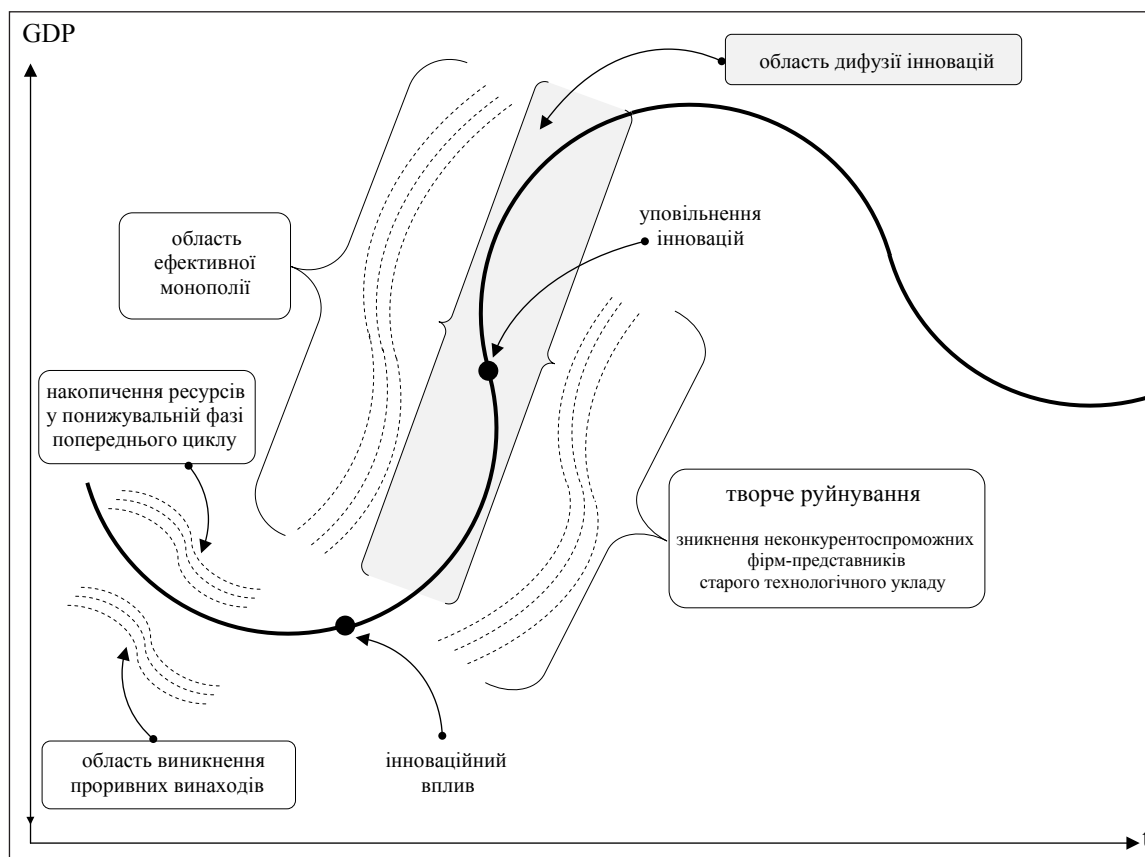 GDP
область дифузії інновацій
уповільнення
інновацій
область
ефективної
монополії
накопичення ресурсів
у понижувальній фазі
попереднього циклу
творче руйнування
зникнення неконкурентоспроможних
фірм-представників
старого технологічного укладу
область виникнення
проривних винаходів
інноваційний
вплив
t